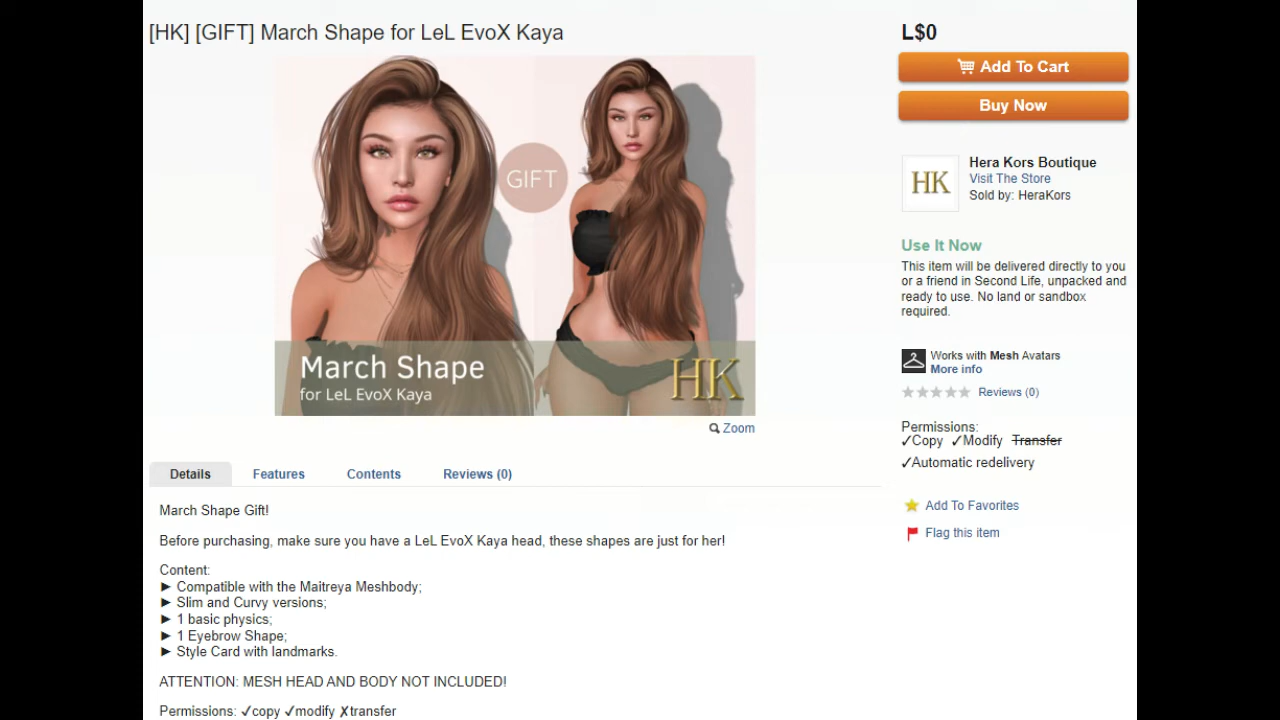 [HK] [GIFT] March Shape for LeL EvoX Kaya
GIFT
March Shape
for LeL EvoX Kaya
HK
Zoom
L$0
Add To Cart
Buy Now
HK
Hera Kors Boutique
Visit The Store
Sold by: HeraKors
Use It Now
This item will be delivered directly to you
or a friend in Second Life, unpacked and
ready to use. No land or sandbox
required.
Works with Mesh Avatars
More info
Reviews (0)
Permissions:
✓Copy ✓Modify Transfer
✓Automatic redelivery
Add To Favorites
Flag this item
Details Features Contents Reviews (0)
March Shape Gift!
Before purchasing, make sure you have a LeL EvoX Kaya head, these shapes are just for her!
Content:
► Compatible with the Maitreya Meshbody;
► Slim and Curvy versions;
► 1 basic physics;
► 1 Eyebrow Shape;
► Style Card with landmarks.
ATTENTION: MESH HEAD AND BODY NOT INCLUDED!
Permissions: ✓copy ✓modify ✗transfer